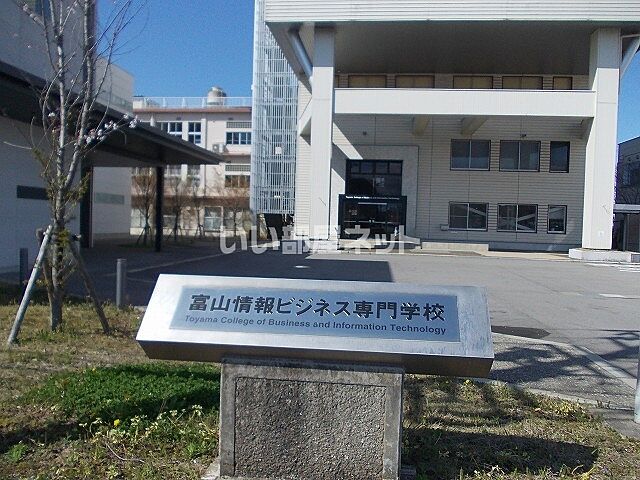 いい部屋ネット
富山情報ビジネス専門学校
Toyama College of Business and Information Technology